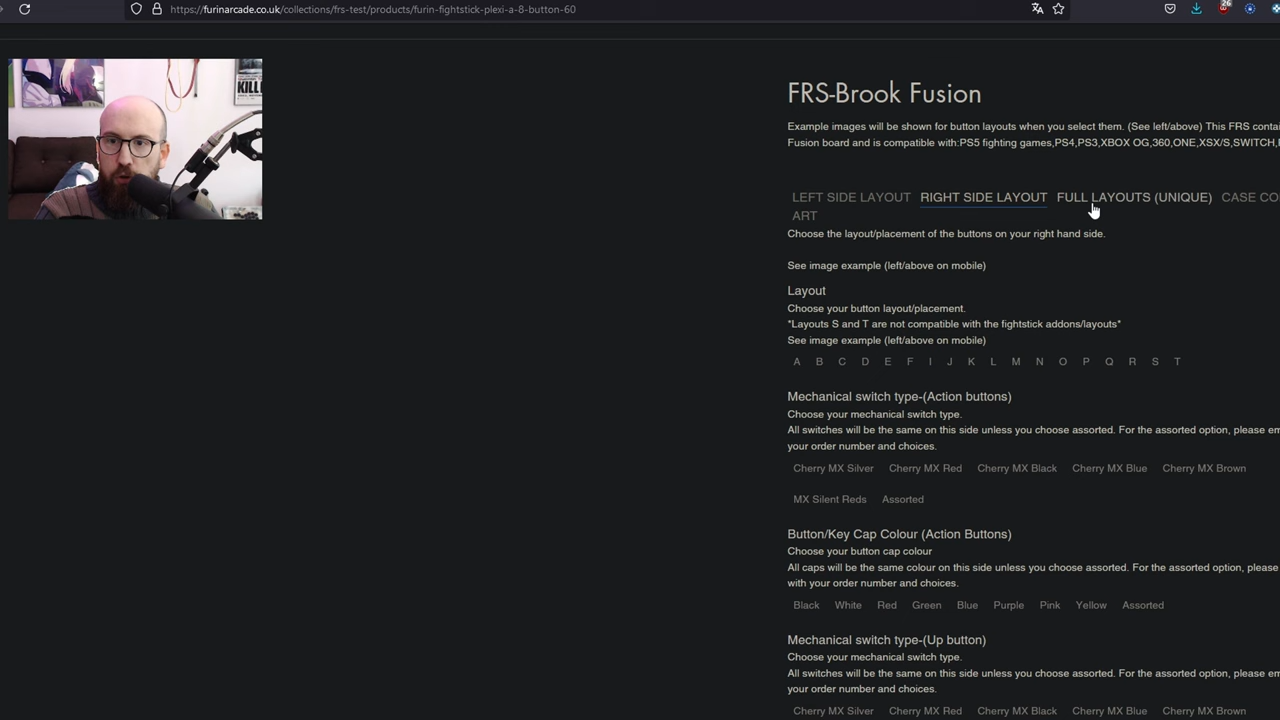 https://furinarcade.co.uk/collections/frs-test/products/furin-fightstick-plexi-a-8-button-60
26
KILL
FRS-Brook Fusion
Example images will be shown for button layouts when you select them. (See left/above) This FRS contai
Fusion board and is compatible with:PS5 fighting games,PS4,PS3,XBOX OG,360,ONE,XSX/S,SWITCH,
LEFT SIDE LAYOUT RIGHT SIDE LAYOUT FULL LAYOUTS (UNIQUE) CASE CO
ART
Choose the layout/placement of the buttons on your right hand side.
See image example (left/above on mobile)
Layout
Choose your button layout/placement.
*Layouts S and T are not compatible with the fightstick addons/layouts*
See image example (left/above on mobile)
A B C D E F I J K L M N O P Q R S T
Mechanical switch type-(Action buttons)
Choose your mechanical switch type.
All switches will be the same on this side unless you choose assorted. For the assorted option, please em
your order number and choices.
Cherry MX Silver Cherry MX Red Cherry MX Black Cherry MX Blue Cherry MX Brown
MX Silent Reds Assorted
Button/Key Cap Colour (Action Buttons)
Choose your button cap colour
All caps will be the same colour on this side unless you choose assorted. For the assorted option, please
with your order number and choices.
Black White Red Green Blue Purple Pink Yellow Assorted
Mechanical switch type-(Up button)
Choose your mechanical switch type.
All switches will be the same on this side unless you choose assorted. For the assorted option, please em
your order number and choices.
Cherry MX Silver Cherry MX Red Cherry MX Black Cherry MX Blue Cherry MX Brown